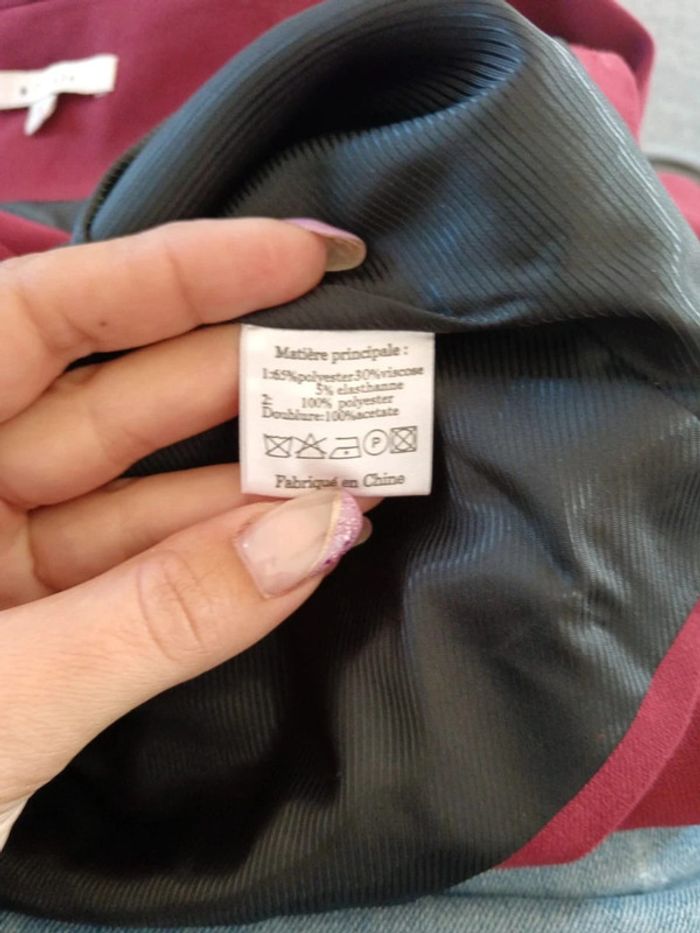 Matière principale :
1:65%polyester30%viscose
5% elasthanne
2: 100% polyester
Doublure:100%acetate
P
Fabriqué en Chine